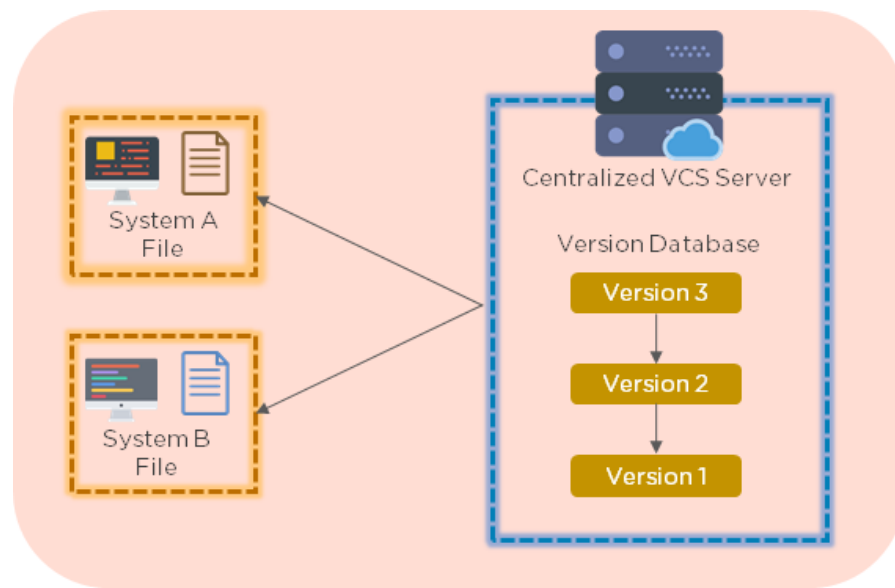 System A
File
System B
File
Centralized VCS Server
Version Database
Version 3
Version 2
Version 1